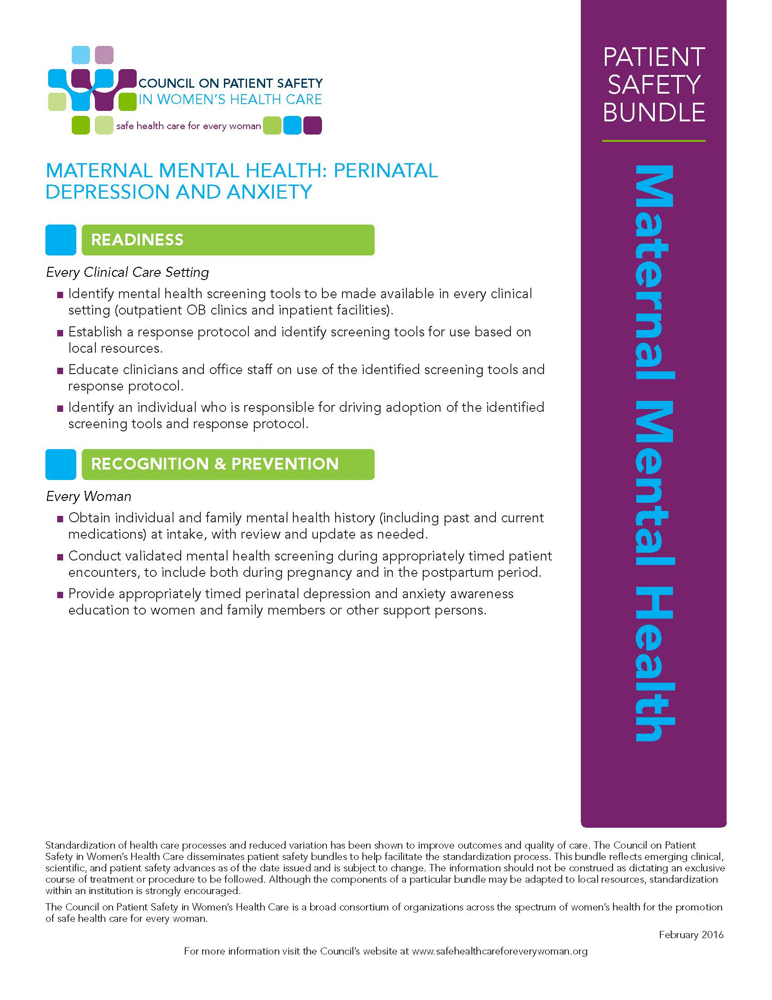 COUNCIL ON PATIENT SAFETY
IN WOMEN'S HEALTH CARE
safe health care for every woman
PATIENT
SAFETY
BUNDLE
Maternal Mental Health
MATERNAL MENTAL HEALTH: PERINATAL
DEPRESSION AND ANXIETY
READINESS
Every Clinical Care Setting
■ Identify mental health screening tools to be made available in every clinical
setting (outpatient OB clinics and inpatient facilities).
■ Establish a response protocol and identify screening tools for use based on
local resources.
■ Educate clinicians and office staff on use of the identified screening tools and
response protocol.
■ Identify an individual who is responsible for driving adoption of the identified
screening tools and response protocol.
RECOGNITION & PREVENTION
Every Woman
■ Obtain individual and family mental health history (including past and current
medications) at intake, with review and update as needed.
■ Conduct validated mental health screening during appropriately timed patient
encounters, to include both during pregnancy and in the postpartum period.
■ Provide appropriately timed perinatal depression and anxiety awareness
education to women and family members or other support persons.
Standardization of health care processes and reduced variation has been shown to improve outcomes and quality of care. The Council on Patient
Safety in Women's Health Care disseminates patient safety bundles to help facilitate the standardization process. This bundle reflects emerging clinical,
scientific, and patient safety advances as of the date issued and is subject to change. The information should not be construed as dictating an exclusive
course of treatment or procedure to be followed. Although the components of a particular bundle may be adapted to local resources, standardization
within an institution is strongly encouraged.
The Council on Patient Safety in Women's Health Care is a broad consortium of organizations across the spectrum of women's health for the promotion
of safe health care for every woman.
February 2016
For more information visit the Council's website at www.safehealthcareforeverywoman.org